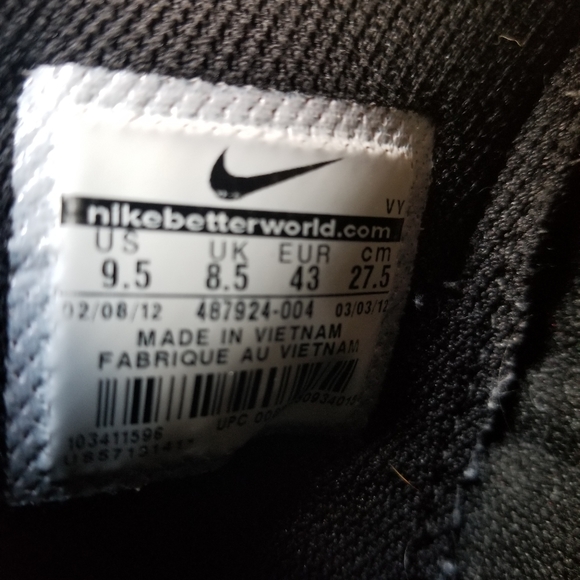 VY
nikebetterworld.com
US UK EUR cm
9.5 8.5 43 27.5
02/08/12 487924-004 03/03/12
MADE IN VIETNAM
FABRIQUE AU VIETNAM
UPC
103411596